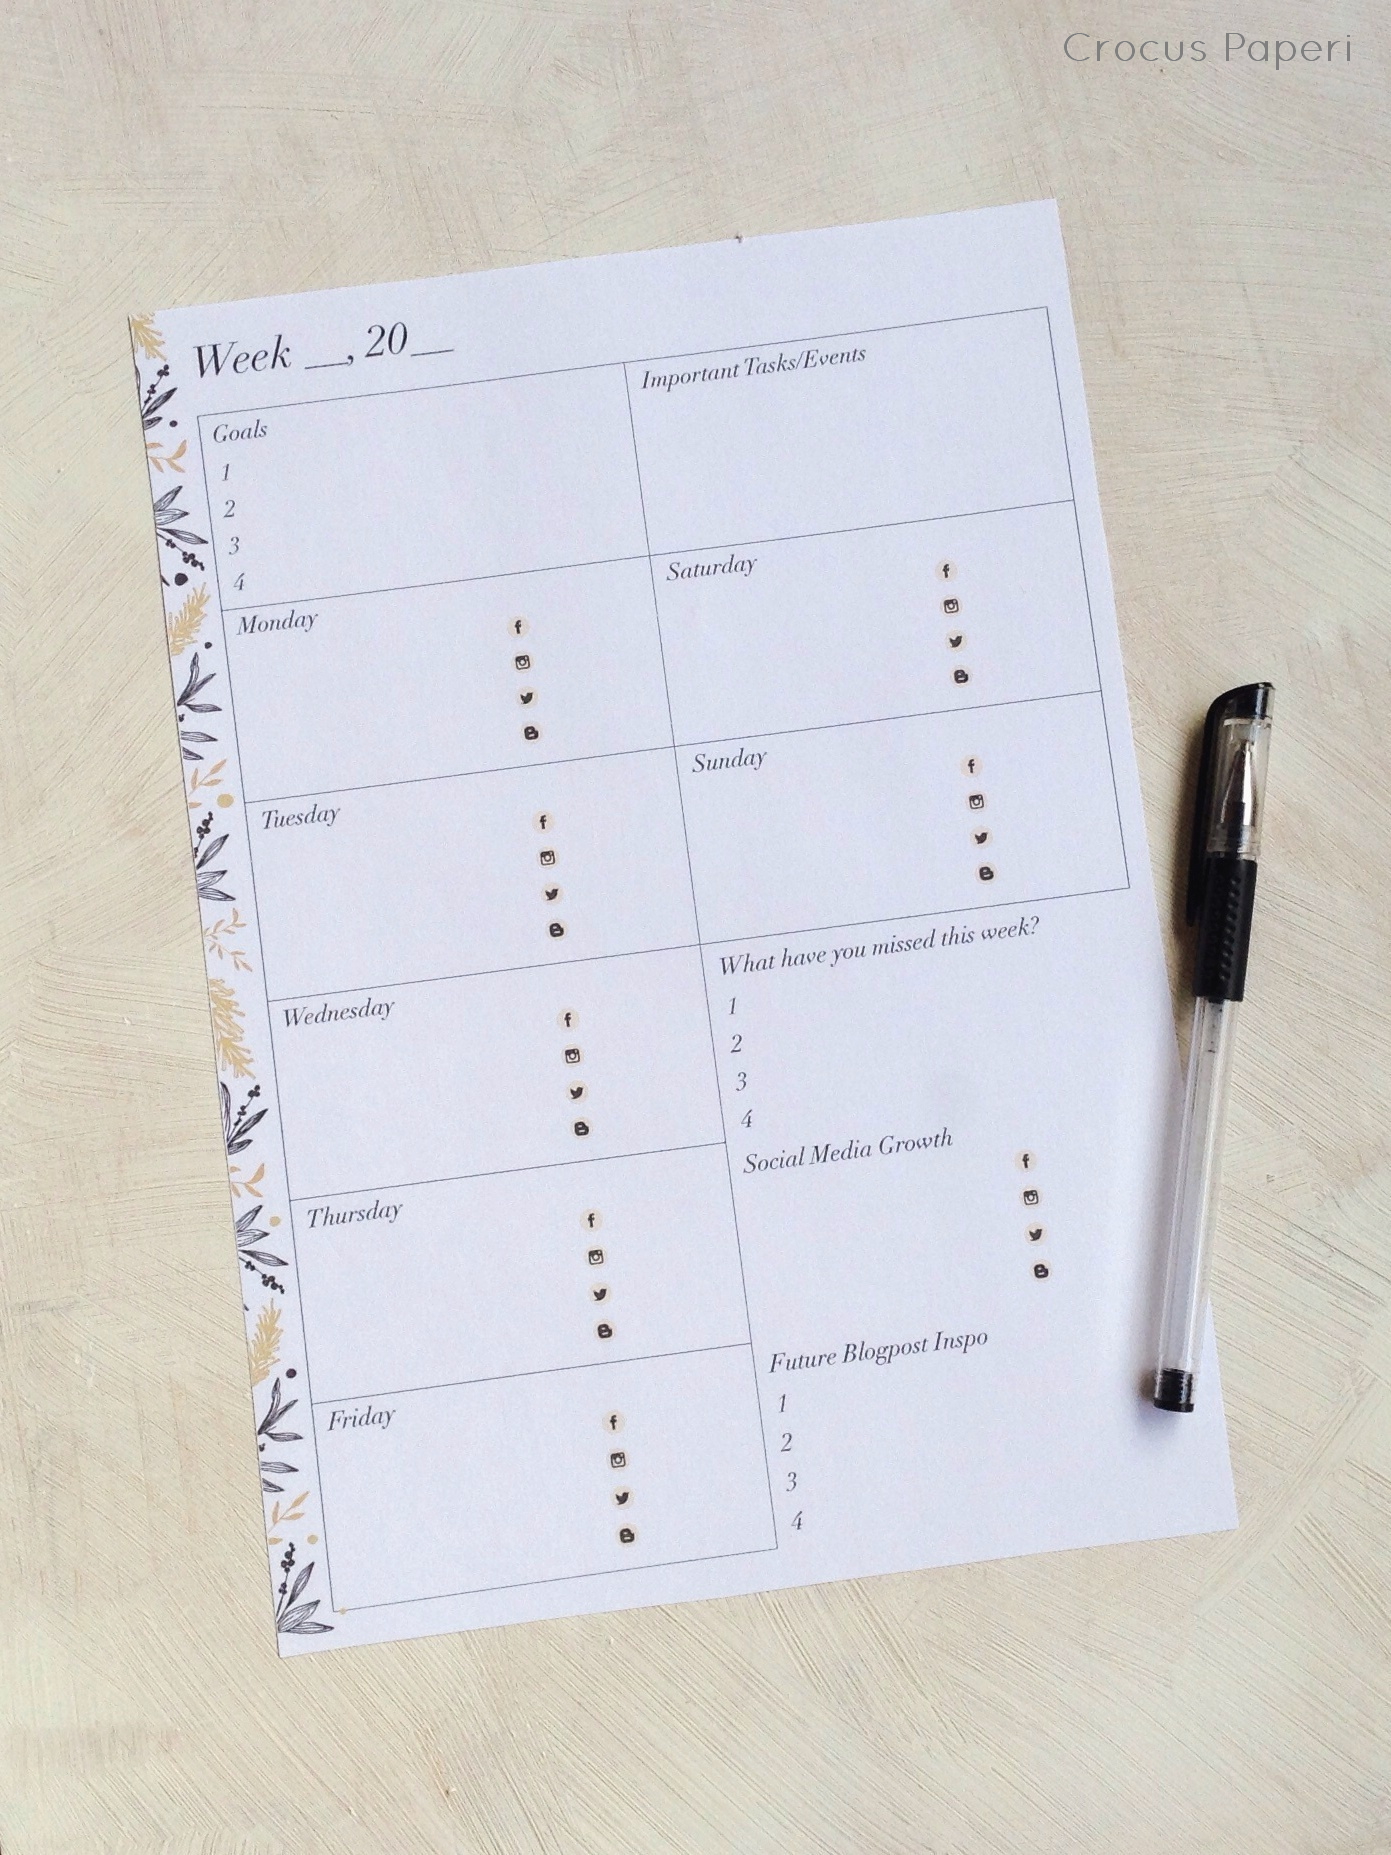 Crocus Paperi
Week __, 20__
Goals
1
2
3
4
Important Tasks/Events
Monday
Tuesday
Wednesday
Thursday
Friday
Saturday
Sunday
What have you missed this week?
1
2
3
4
Social Media Growth
Future Blogpost Inspo
1
2
3
4